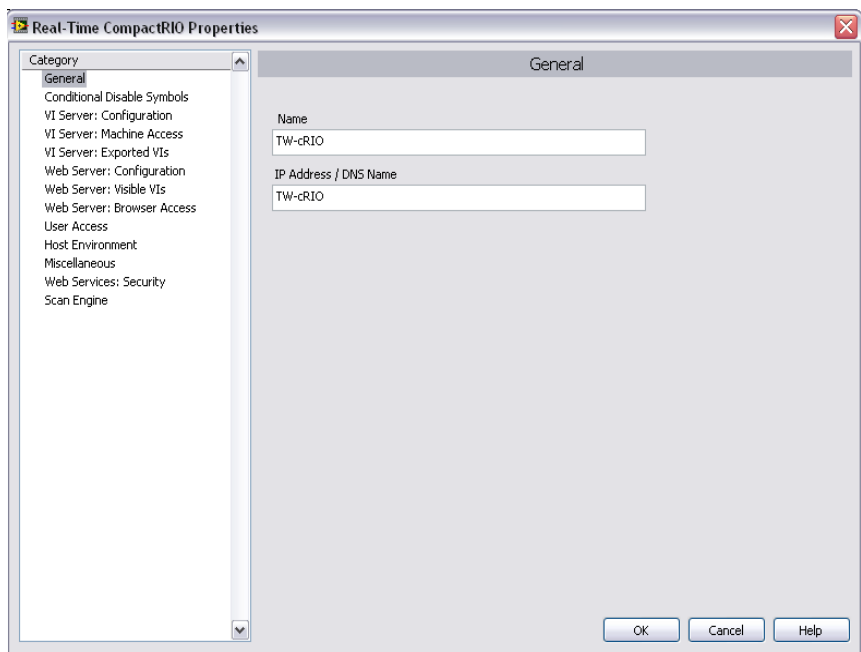 Real-Time CompactRIO Properties
Category
General
Conditional Disable Symbols
VI Server: Configuration
VI Server: Machine Access
VI Server: Exported VIs
Web Server: Configuration
Web Server: Visible VIs
Web Server: Browser Access
User Access
Host Environment
Miscellaneous
Web Services: Security
Scan Engine
General
Name
TW-cRIO
IP Address / DNS Name
TW-cRIO
OK
Cancel
Help